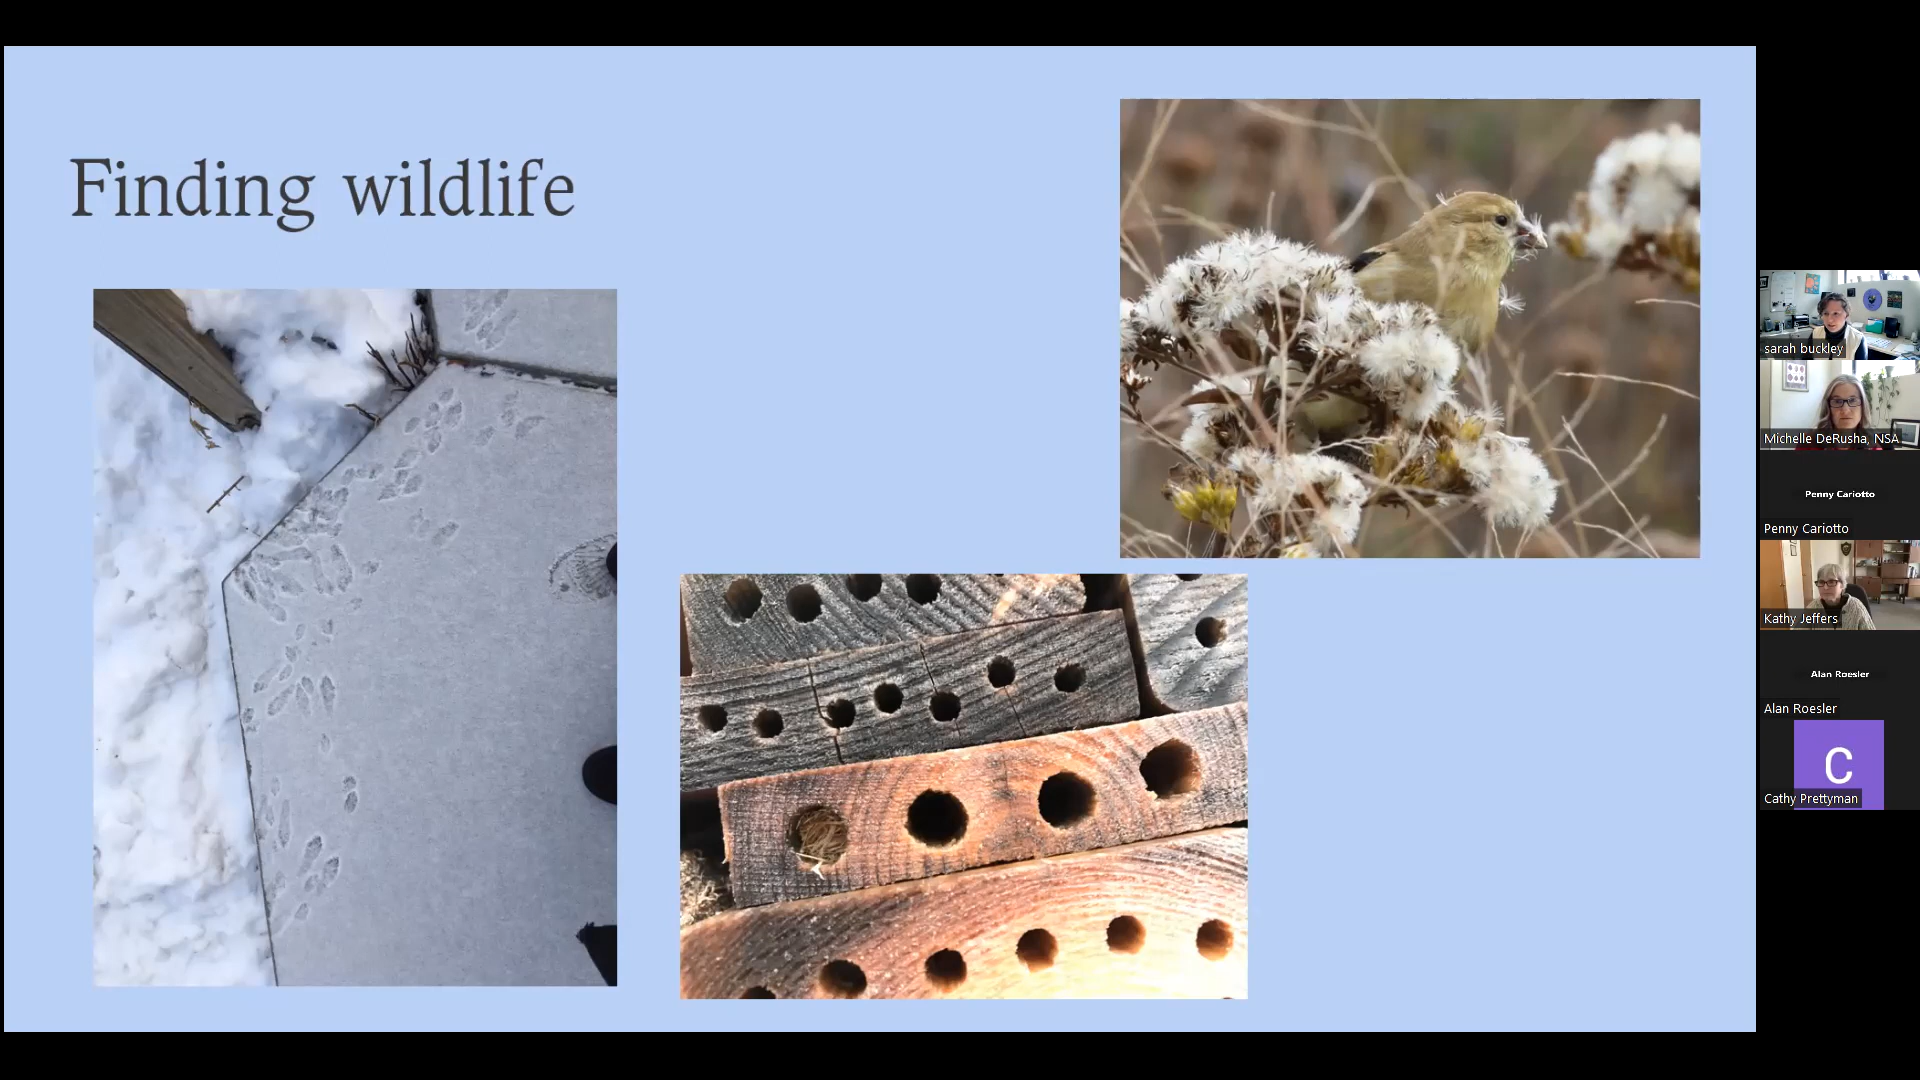 Finding wildlife
sarah buckley
Michelle DeRusha, NSA
Penny Cariotto
Penny Cariotto
Kathy Jeffers
Alan Roesler
Alan Roesler
C
Cathy Prettyman